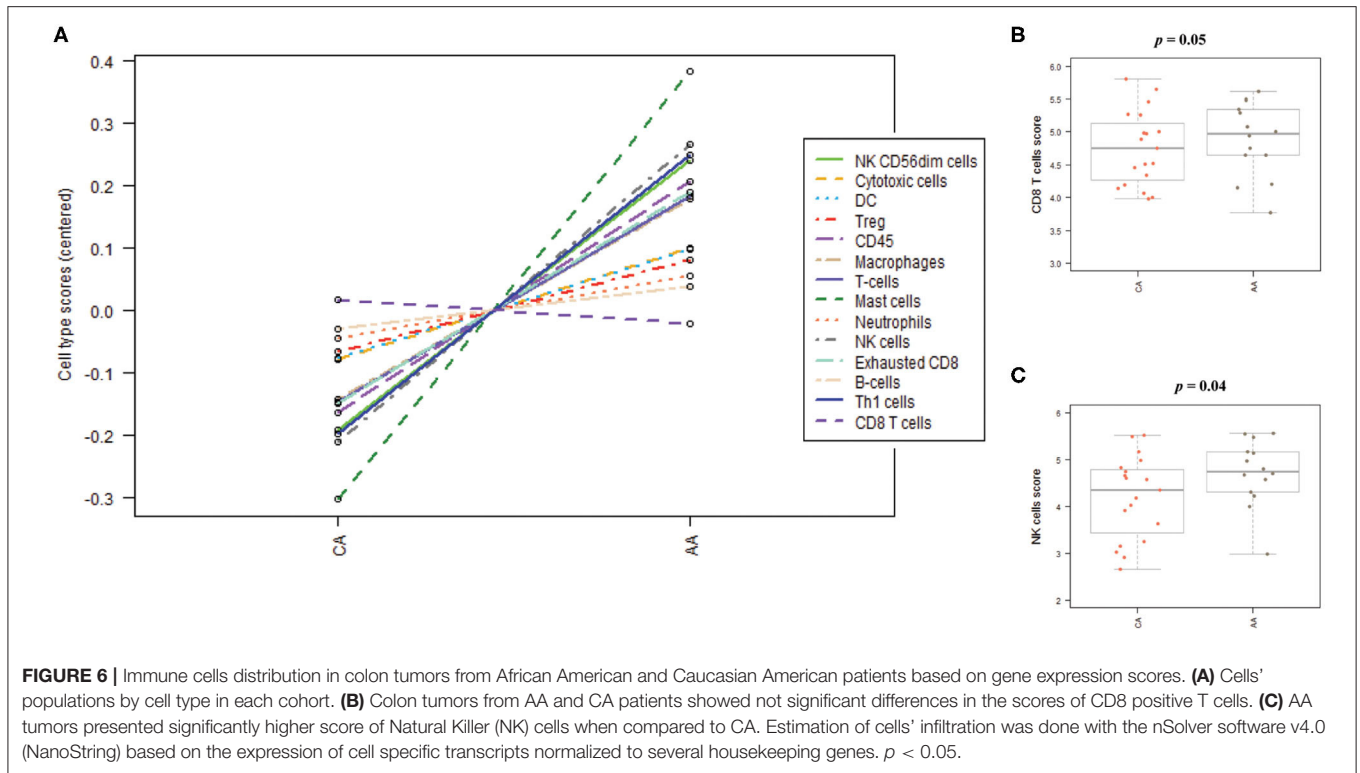 A
0.4
0.3
0.2
0.1
0.0
-0.1
-0.2
-0.3
Cell type scores (centered)
CA
AA
NK CD56dim cells
Cytotoxic cells
DC
Treg
CD45
Macrophages
T-cells
Mast cells
Neutrophils
NK cells
Exhausted CD8
B-cells
Th1 cells
CD8 T cells
B
p = 0.05
6.0
5.5
5.0
4.5
4.0
3.5
3.0
CD8 T cells score
CA
AA
C
p = 0.04
6
5
4
3
2
NK cells score
CA
AA
FIGURE 6 | Immune cells distribution in colon tumors from African American and Caucasian American patients based on gene expression scores. (A) Cells'
populations by cell type in each cohort. (B) Colon tumors from AA and CA patients showed not significant differences in the scores of CD8 positive T cells. (C) AA
tumors presented significantly higher score of Natural Killer (NK) cells when compared to CA. Estimation of cells' infiltration was done with the nSolver software v4.0
(NanoString) based on the expression of cell specific transcripts normalized to several housekeeping genes. p < 0.05.